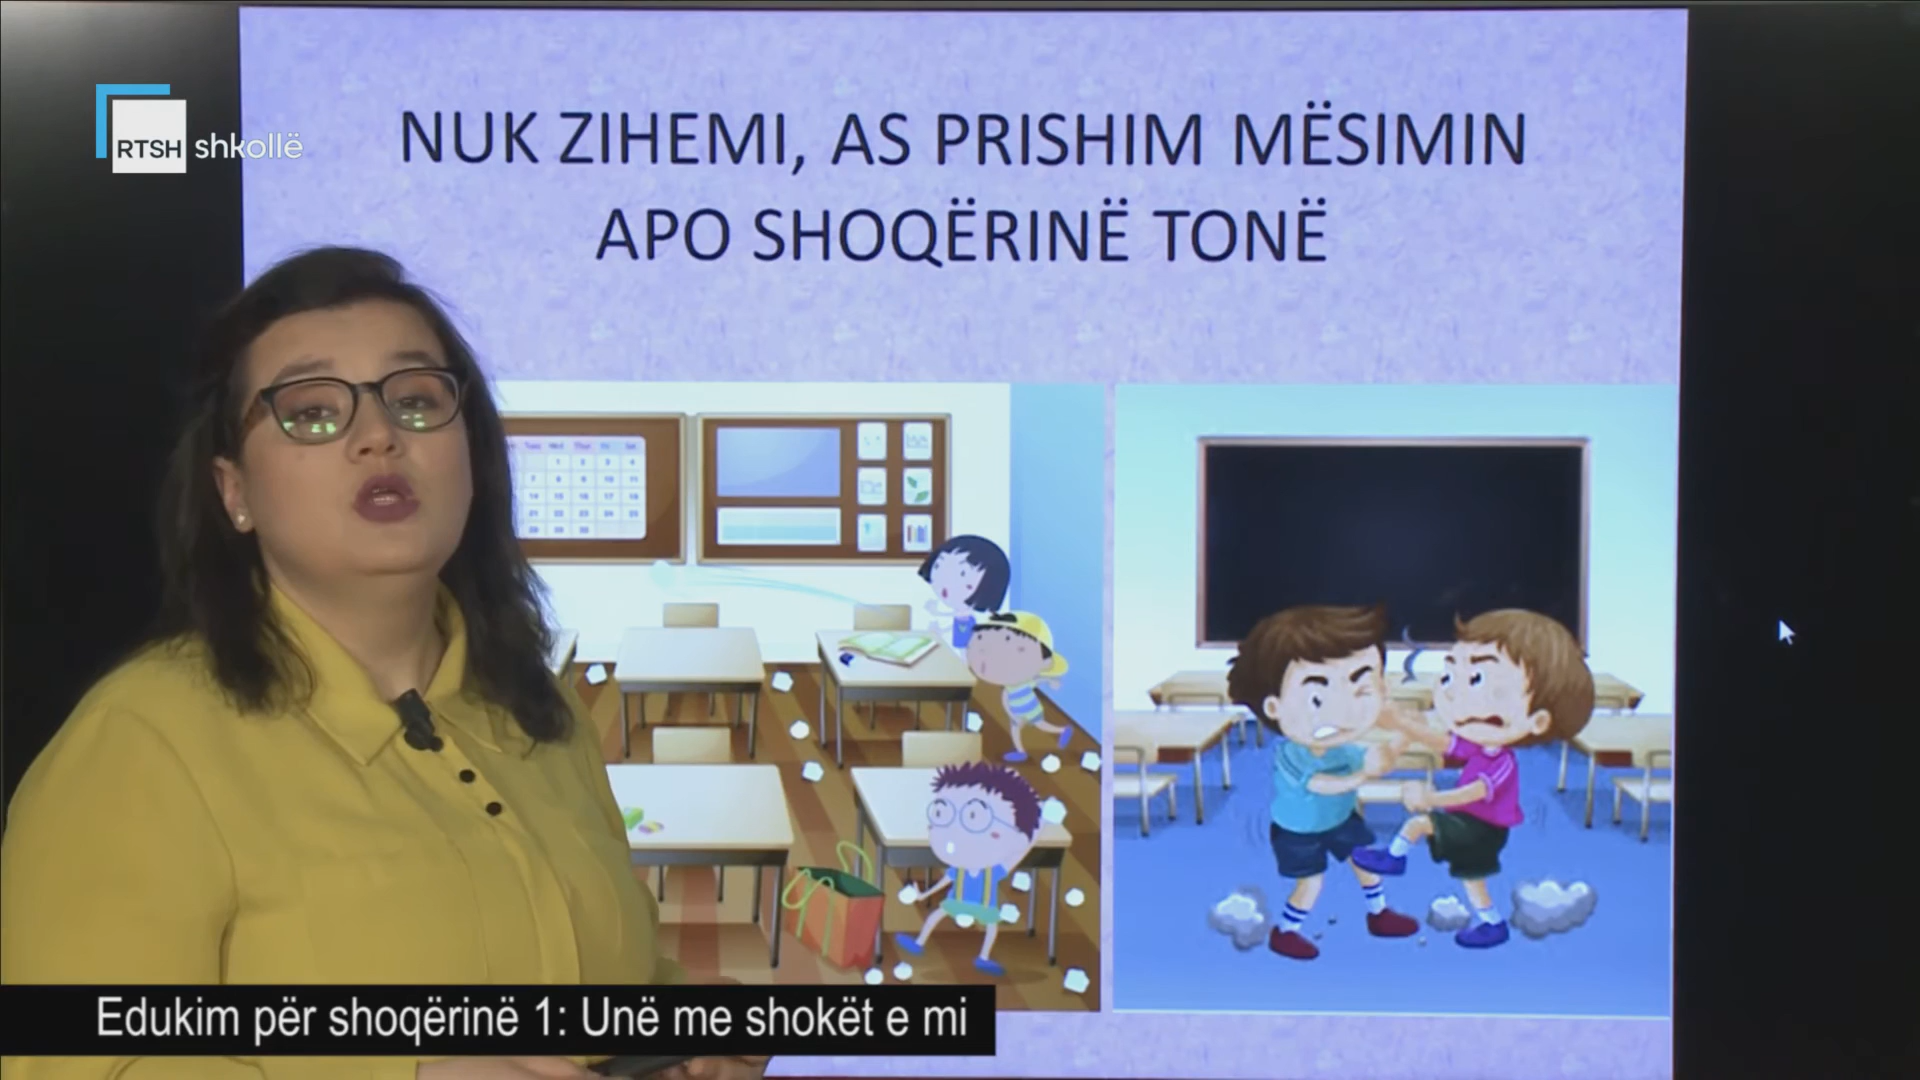 RTSH shkollë
NUK ZIHEMI, AS PRISHIM MËSIMIN
APO SHOQËRINË TONË
Edukim për shoqërinë 1: Unë me shokët e mi